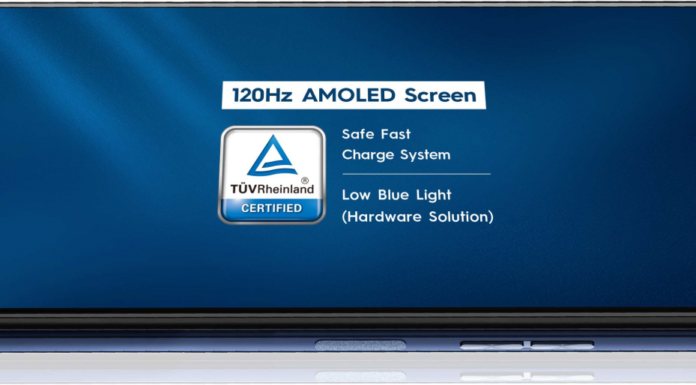 120Hz AMOLED Screen
Safe Fast
Charge System
®
TÜVRheinland
CERTIFIED
Low Blue Light
(Hardware Solution)